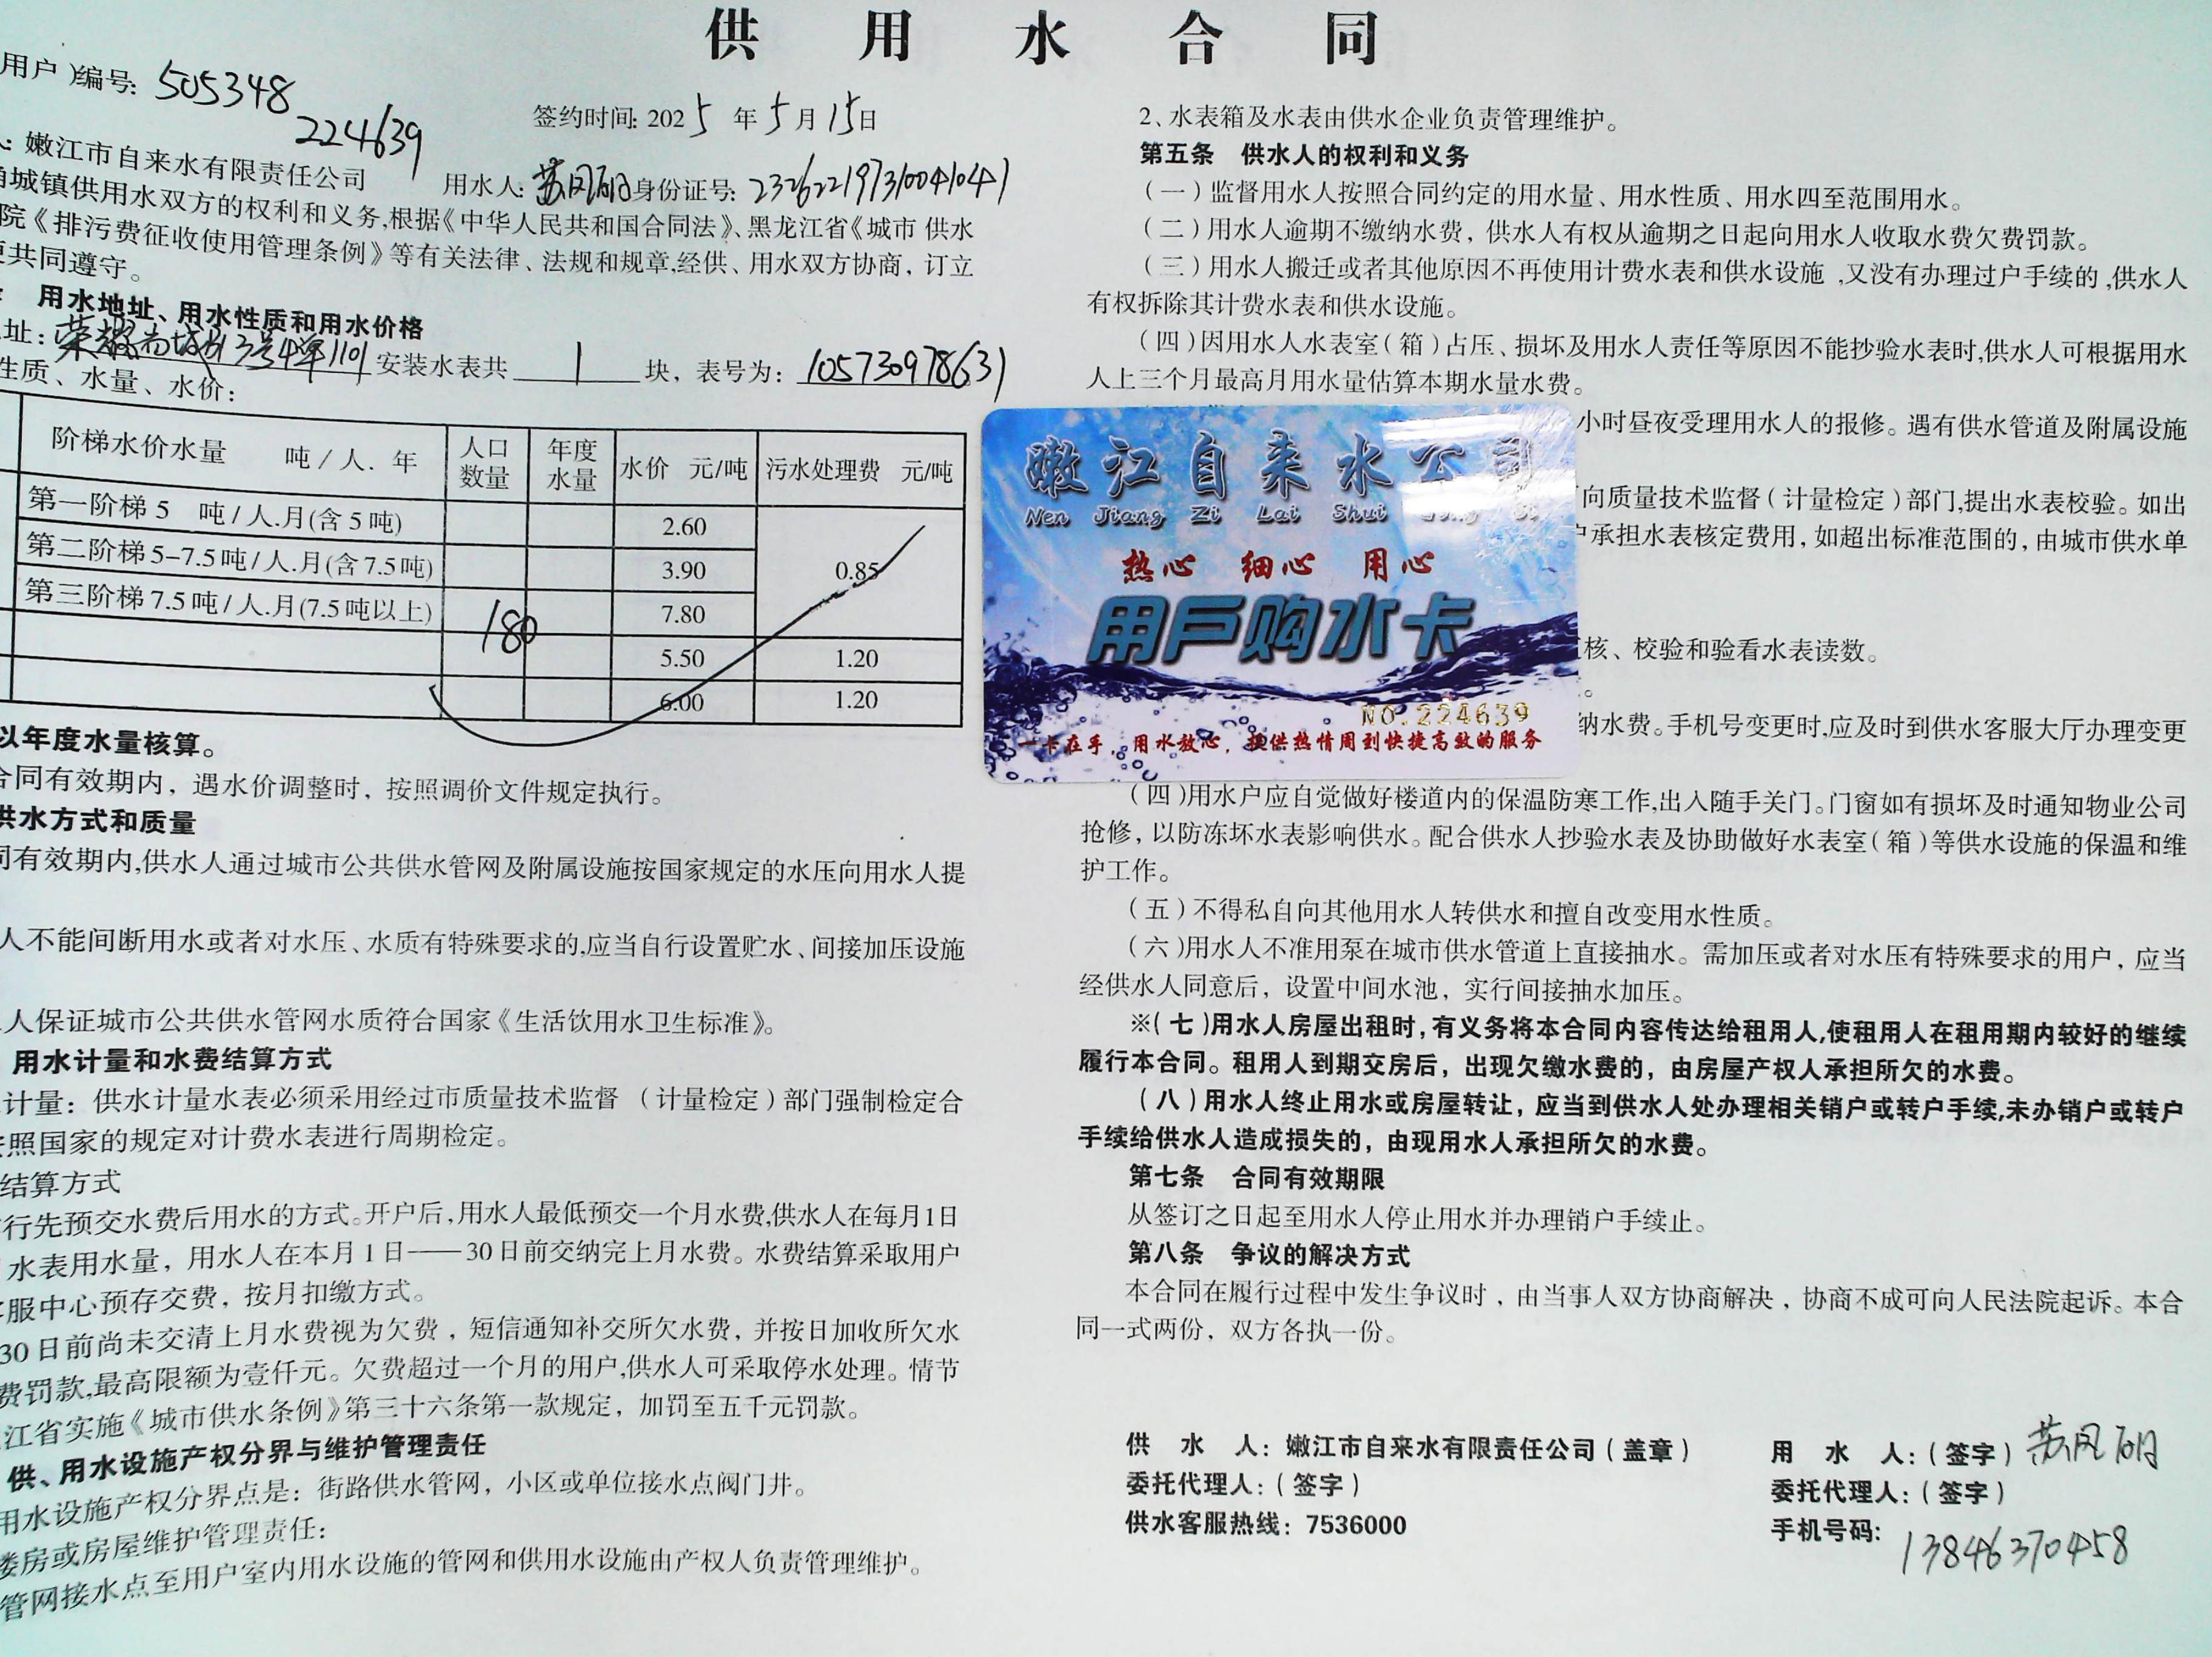 供用水合同
用户)编号: 505348
224639
签约时间: 2025年5月15日
: 嫩江市自来水有限责任公司
用水人: 苏凤明 身份证号: 232622197310041041
城镇供用水双方的权利和义务,根据《中华人民共和国合同法》、黑龙江省《城市供水
院《排污费征收使用管理条例》等有关法律、法规和规章,经供、用水双方协商, 订立
共同遵守。
用水地址、用水性质和用水价格
址: 荣耀尚城B13号4单1101 安装水表共 1 块, 表号为: 105730978631
性质、水量、水价:
阶梯水价水量 吨/人. 年 人口数量 年度水量 水价 元/吨 污水处理费 元/吨
第一阶梯 5 吨/人.月(含 5 吨) 2.60
第二阶梯 5-7.5 吨/人.月(含 7.5 吨) 3.90 0.85
第三阶梯 7.5 吨/人.月(7.5 吨以上) 7.80
180
5.50 1.20
6.00 1.20
以年度水量核算。
合同有效期内, 遇水价调整时, 按照调价文件规定执行。
供水方式和质量
同有效期内,供水人通过城市公共供水管网及附属设施按国家规定的水压向用水人提
人不能间断用水或者对水压、水质有特殊要求的,应当自行设置贮水、间接加压设施
人保证城市公共供水管网水质符合国家《生活饮用水卫生标准》。
用水计量和水费结算方式
计量: 供水计量水表必须采用经过市质量技术监督 (计量检定)部门强制检定合
按照国家的规定对计费水表进行周期检定。
结算方式
行先预交水费后用水的方式。开户后,用水人最低预交一个月水费,供水人在每月1日
水表用水量, 用水人在本月1日——30日前交纳完上月水费。水费结算采取用户
客服中心预存交费, 按月扣缴方式。
30日前尚未交清上月水费视为欠费, 短信通知补交所欠水费, 并按日加收所欠水
费罚款,最高限额为壹仟元。欠费超过一个月的用户,供水人可采取停水处理。情节
江省实施《城市供水条例》第三十六条第一款规定, 加罚至五千元罚款。
供、用水设施产权分界与维护管理责任
用水设施产权分界点是: 街路供水管网, 小区或单位接水点阀门井。
楼房或房屋维护管理责任:
管网接水点至用户室内用水设施的管网和供用水设施由产权人负责管理维护。
2、水表箱及水表由供水企业负责管理维护。
第五条 供水人的权利和义务
(一)监督用水人按照合同约定的用水量、用水性质、用水四至范围用水。
(二)用水人逾期不缴纳水费, 供水人有权从逾期之日起向用水人收取水费欠费罚款。
(三)用水人搬迁或者其他原因不再使用计费水表和供水设施,又没有办理过户手续的,供水人
有权拆除其计费水表和供水设施。
(四)因用水人水表室(箱)占压、损坏及用水人责任等原因不能抄验水表时,供水人可根据用水
人上三个月最高月用水量估算本期水量水费。
小时昼夜受理用水人的报修。遇有供水管道及附属设施
向质量技术监督(计量检定)部门,提出水表校验。如出
承担水表核定费用, 如超出标准范围的, 由城市供水单
核、校验和验看水表读数。
。
纳水费。手机号变更时,应及时到供水客服大厅办理变更
嫩江自来水公司
Nen Jiang Zi Lai Shui Gong Si
热心 细心 用心
用户购水卡
NO.224639
一卡在手, 用水放心, 提供热情周到快捷高效的服务
(四)用水户应自觉做好楼道内的保温防寒工作,出入随手关门。门窗如有损坏及时通知物业公司
抢修, 以防冻坏水表影响供水。配合供水人抄验水表及协助做好水表室(箱)等供水设施的保温和维
护工作。
(五)不得私自向其他用水人转供水和擅自改变用水性质。
(六)用水人不准用泵在城市供水管道上直接抽水。需加压或者对水压有特殊要求的用户, 应当
经供水人同意后, 设置中间水池, 实行间接抽水加压。
※(七)用水人房屋出租时, 有义务将本合同内容传达给租用人,使租用人在租用期内较好的继续
履行本合同。租用人到期交房后, 出现欠缴水费的, 由房屋产权人承担所欠的水费。
(八)用水人终止用水或房屋转让, 应当到供水人处办理相关销户或转户手续,未办销户或转户
手续给供水人造成损失的, 由现用水人承担所欠的水费。
第七条 合同有效期限
从签订之日起至用水人停止用水并办理销户手续止。
第八条 争议的解决方式
本合同在履行过程中发生争议时, 由当事人双方协商解决, 协商不成可向人民法院起诉。本合
同一式两份, 双方各执一份。
供 水 人: 嫩江市自来水有限责任公司(盖章)
委托代理人:(签字)
供水客服热线: 7536000
用 水 人:(签字) 苏凤明
委托代理人:(签字)
手机号码: 13846370458